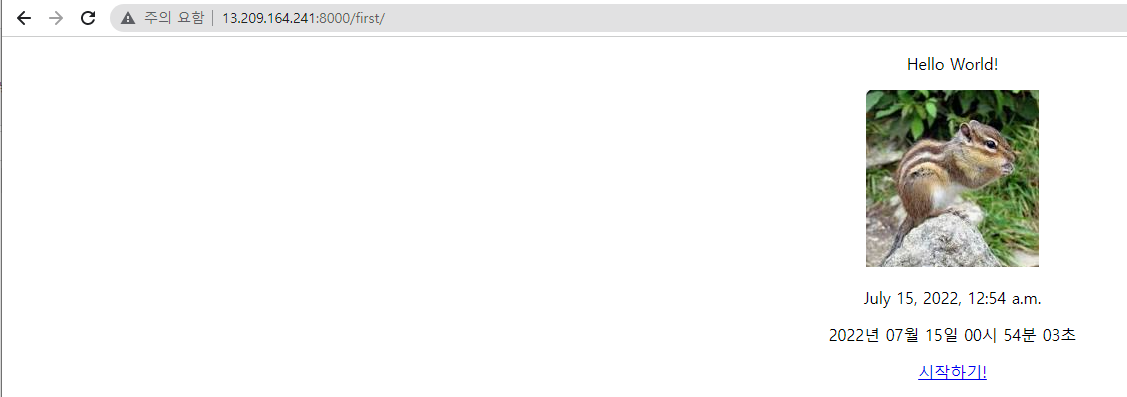 주의 요함 | 13.209.164.241:8000/first/
Hello World!
July 15, 2022, 12:54 a.m.
2022년 07월 15일 00시 54분 03초
시작하기!